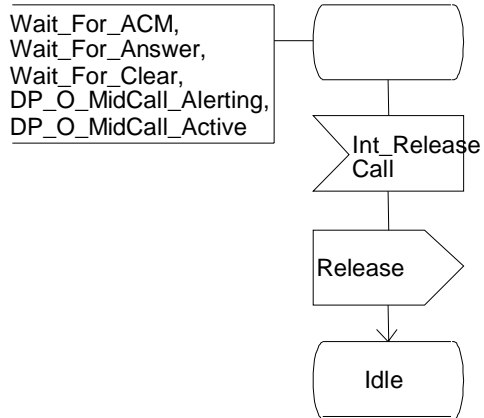 Wait_For_ACM,
Wait_For_Answer,
Wait_For_Clear,
DP_O_MidCall_Alerting,
DP_O_MidCall_Active
Int_Release
Call
Release
Idle